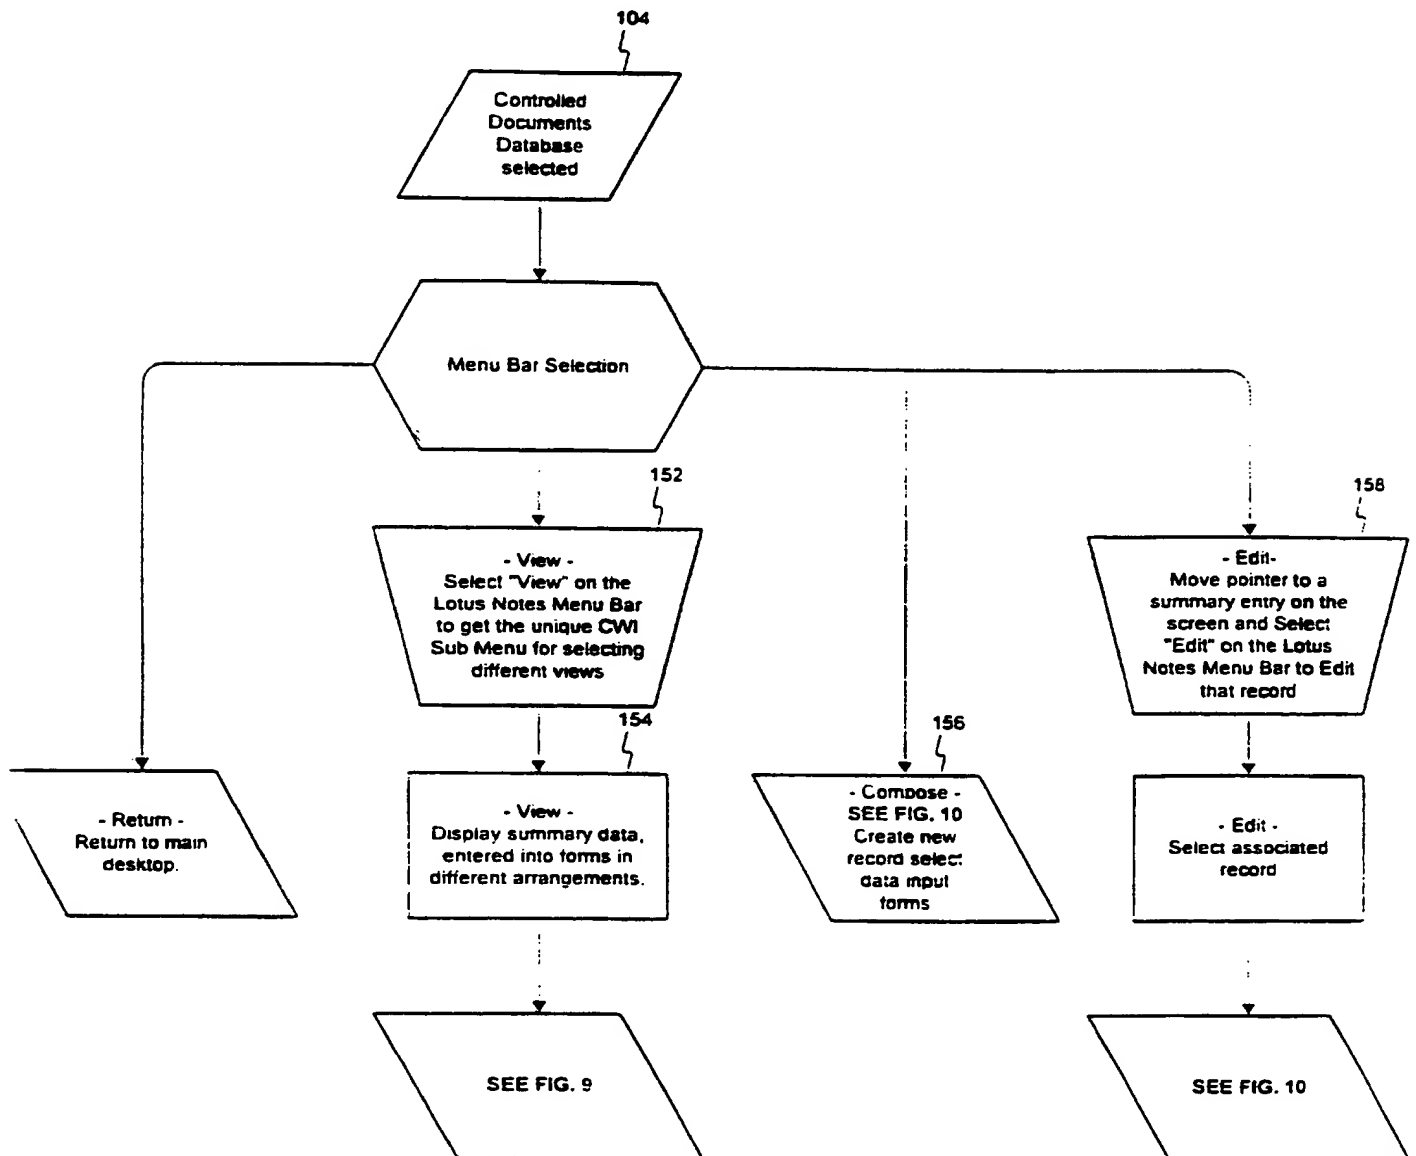 104
Controlled
Documents
Database
selected
Menu Bar Selection
152
- View -
Select "View" on the
Lotus Notes Menu Bar
to get the unique CWI
Sub Menu for selecting
different views
158
- Edit-
Move pointer to a
summary entry on the
screen and Select
"Edit" on the Lotus
Notes Menu Bar to Edit
that record
- Return -
Return to main
desktop.
154
- View -
Display summary data,
entered into forms in
different arrangements.
156
- Compose -
SEE FIG. 10
Create new
record select
data input
forms
- Edit -
Select associated
record
SEE FIG. 9
SEE FIG. 10